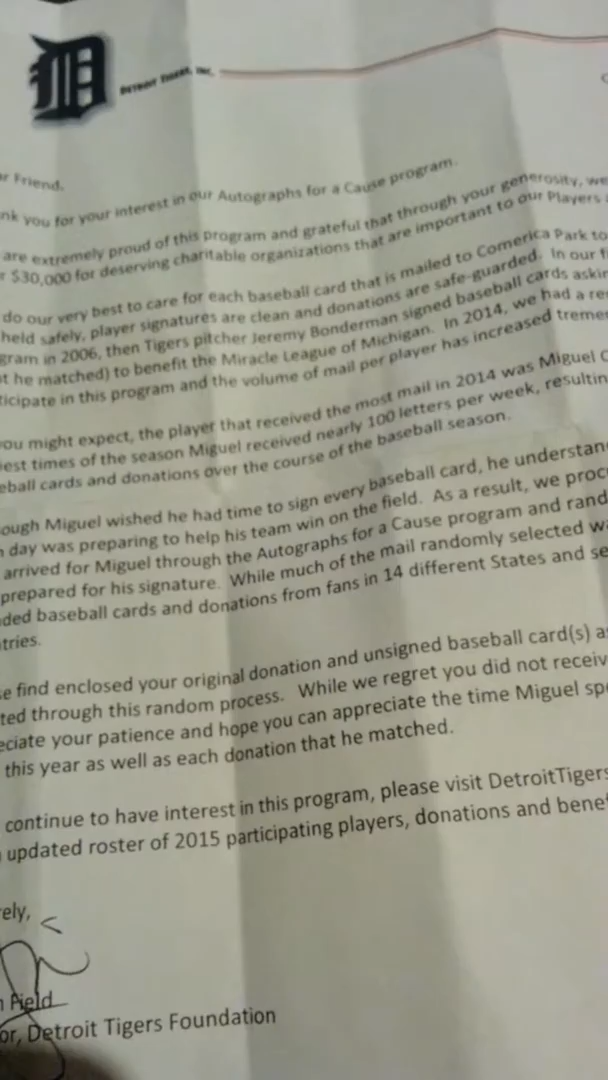 D
DETROIT TIGERS, INC.
r Friend,
nk you for your interest in our Autographs for a Cause program.
are extremely proud of this program and grateful that through your generosity, we
r $30,000 for deserving charitable organizations that are important to our Players
do our very best to care for each baseball card that is mailed to Comerica Park to
held safely, player signatures are clean and donations are safe-guarded. In our f
gram in 2006, then Tigers pitcher Jeremy Bonderman signed baseball cards askin
t he matched) to benefit the Miracle League of Michigan. In 2014, we had a re
ticipate in this program and the volume of mail per player has increased treme
you might expect, the player that received the most mail in 2014 was Miguel C
iest times of the season Miguel received nearly 100 letters per week, resultin
eball cards and donations over the course of the baseball season.
ough Miguel wished he had time to sign every baseball card, he understan
day was preparing to help his team win on the field. As a result, we proc
arrived for Miguel through the Autographs for a Cause program and rand
prepared for his signature. While much of the mail randomly selected wa
ded baseball cards and donations from fans in 14 different States and se
tries.
e find enclosed your original donation and unsigned baseball card(s) as
ted through this random process. While we regret you did not receiv
eciate your patience and hope you can appreciate the time Miguel spe
this year as well as each donation that he matched.
continue to have interest in this program, please visit DetroitTigers
updated roster of 2015 participating players, donations and benef
rely,
n Field
or, Detroit Tigers Foundation